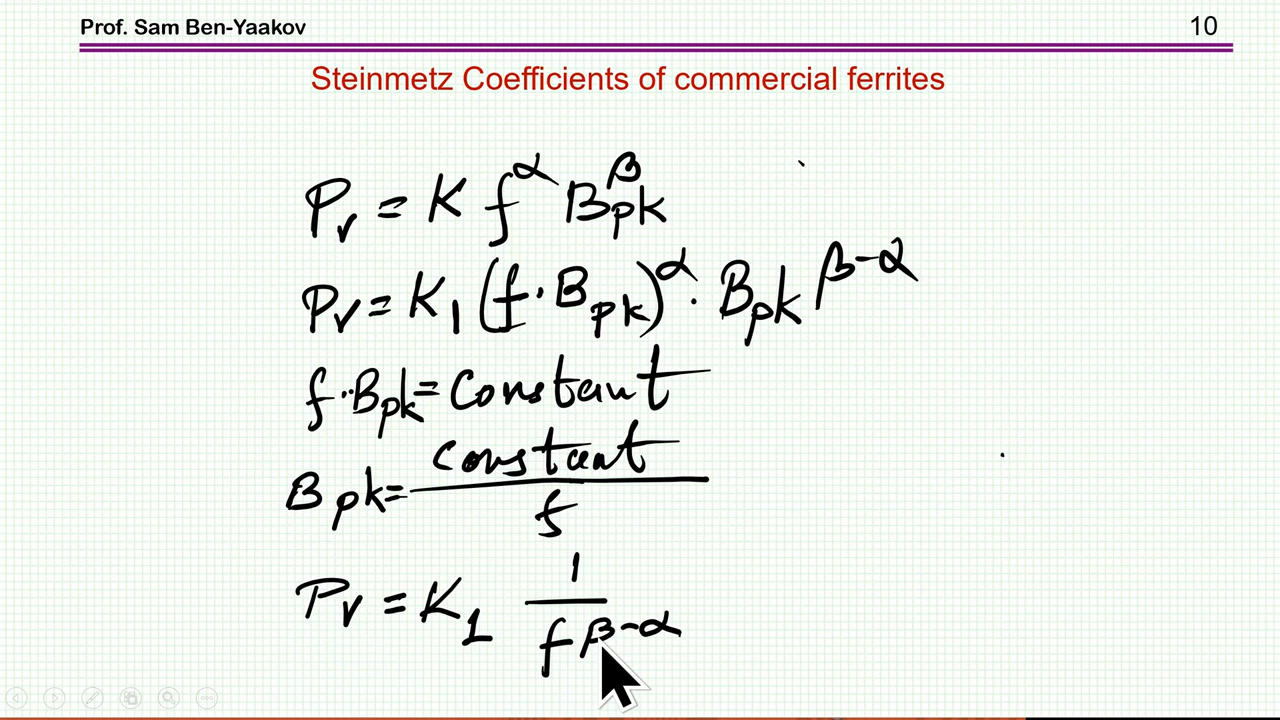 Prof. Sam Ben-Yaakov 10
Steinmetz Coefficients of commercial ferrites
Pv = K f^α Bpk^β
Pv = K1 (f · Bpk)^α · Bpk^β-α
f · Bpk = Constant
Bpk = constant / f
Pv = K1 1 / f^β-α